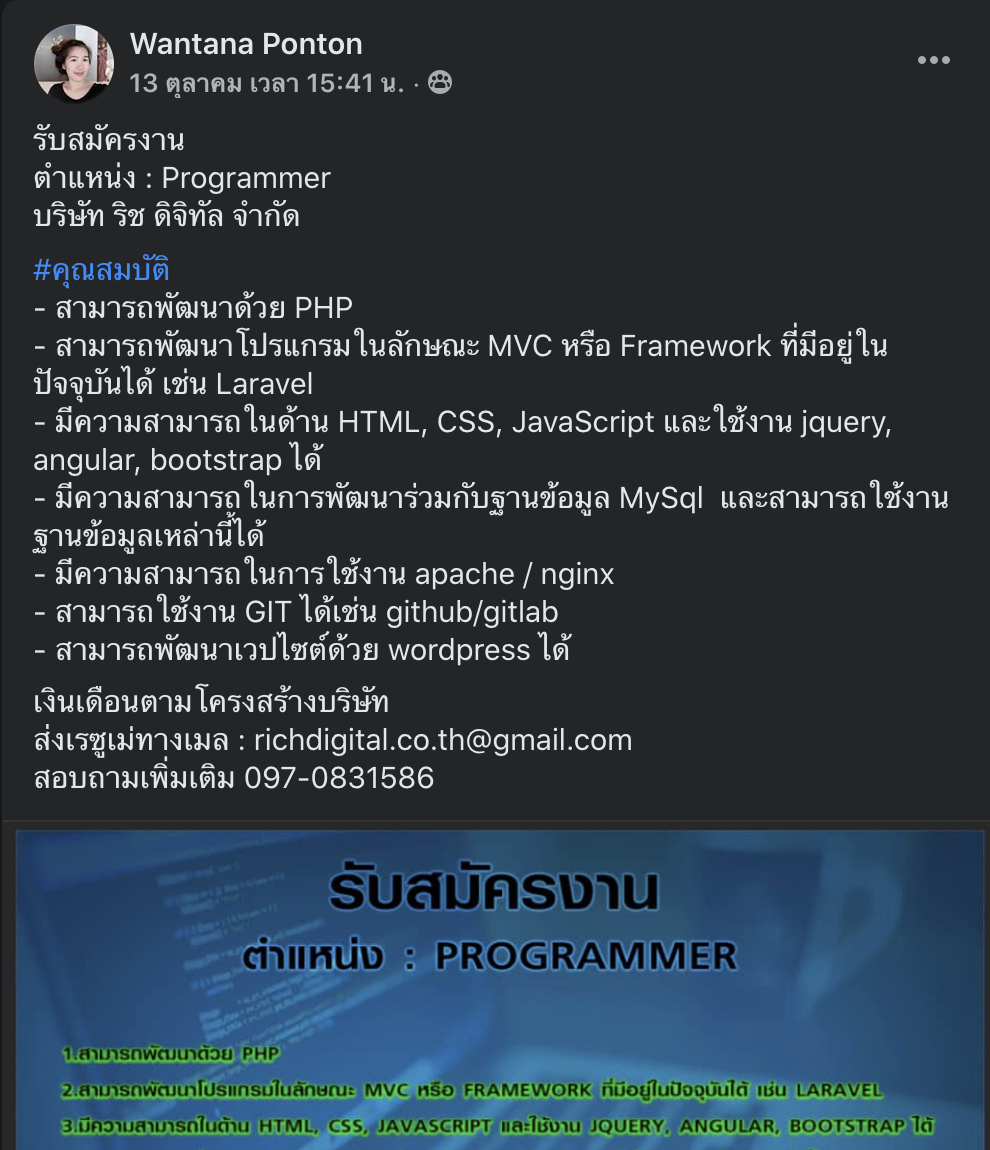 Wantana Ponton
13 ตุลาคม เวลา 15:41 น. ·
รับสมัครงาน
ตำแหน่ง : Programmer
บริษัท ริช ดิจิทัล จำกัด
#คุณสมบัติ
- สามารถพัฒนาด้วย PHP
- สามารถพัฒนาโปรแกรมในลักษณะ MVC หรือ Framework ที่มีอยู่ใน
ปัจจุบันได้ เช่น Laravel
- มีความสามารถในด้าน HTML, CSS, JavaScript และใช้งาน jquery,
angular, bootstrap ได้
- มีความสามารถในการพัฒนาร่วมกับฐานข้อมูล MySql  และสามารถใช้งาน
ฐานข้อมูลเหล่านี้ได้
- มีความสามารถในการใช้งาน apache / nginx
- สามารถใช้งาน GIT ได้เช่น github/gitlab
- สามารถพัฒนาเวปไซต์ด้วย wordpress ได้
เงินเดือนตามโครงสร้างบริษัท
ส่งเรซูเม่ทางเมล : richdigital.co.th@gmail.com
สอบถามเพิ่มเติม 097-0831586
รับสมัครงาน
ตำแหน่ง : PROGRAMMER
1.สามารถพัฒนาด้วย PHP
2.สามารถพัฒนาโปรแกรมในลักษณะ MVC หรือ FRAMEWORK ที่มีอยู่ในปัจจุบันได้ เช่น LARAVEL
3.มีความสามารถในด้าน HTML, CSS, JAVASCRIPT และใช้งาน JQUERY, ANGULAR, BOOTSTRAP ได้